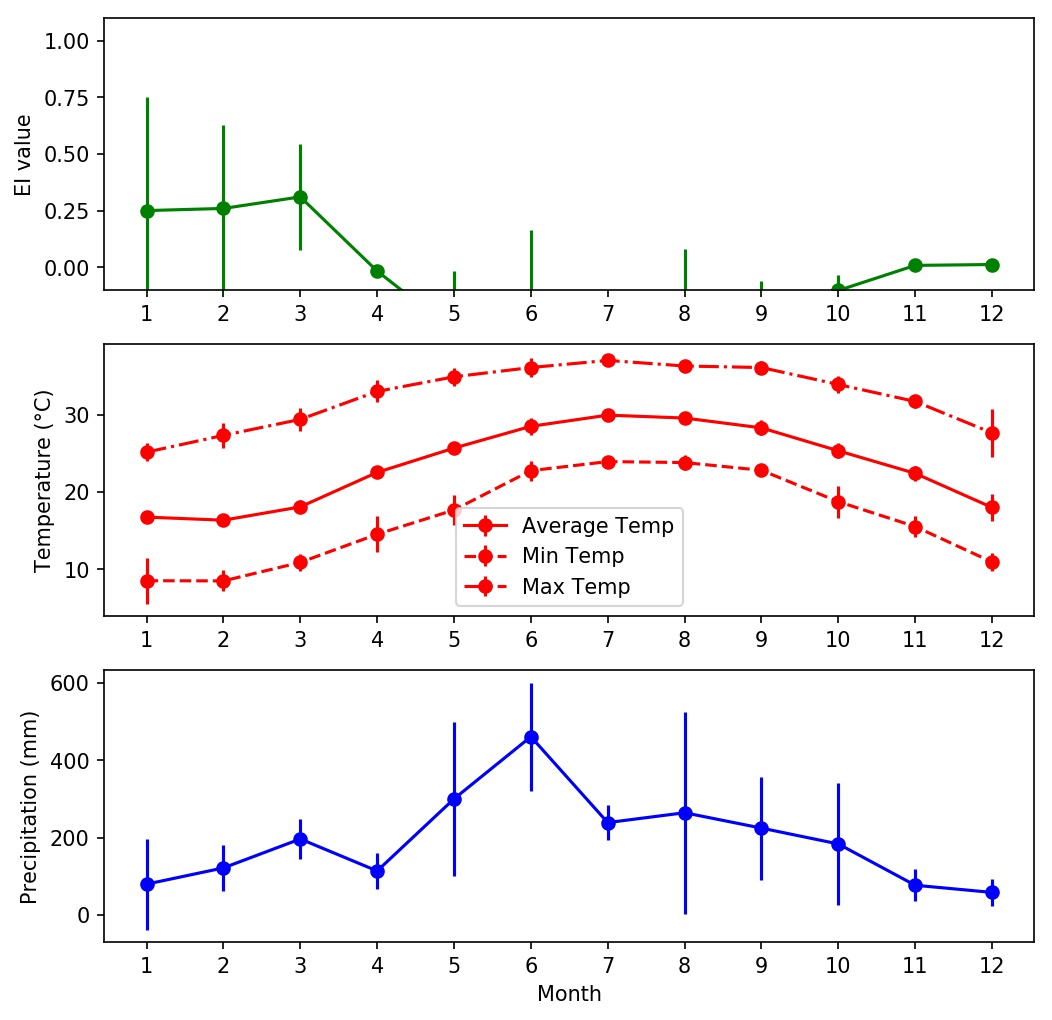 1.00
0.75
0.50
0.25
0.00
EI value
1 2 3 4 5 6 7 8 9 10 11 12
30
20
10
Temperature (°C)
Average Temp
Min Temp
Max Temp
1 2 3 4 5 6 7 8 9 10 11 12
600
400
200
0
Precipitation (mm)
1 2 3 4 5 6 7 8 9 10 11 12
Month